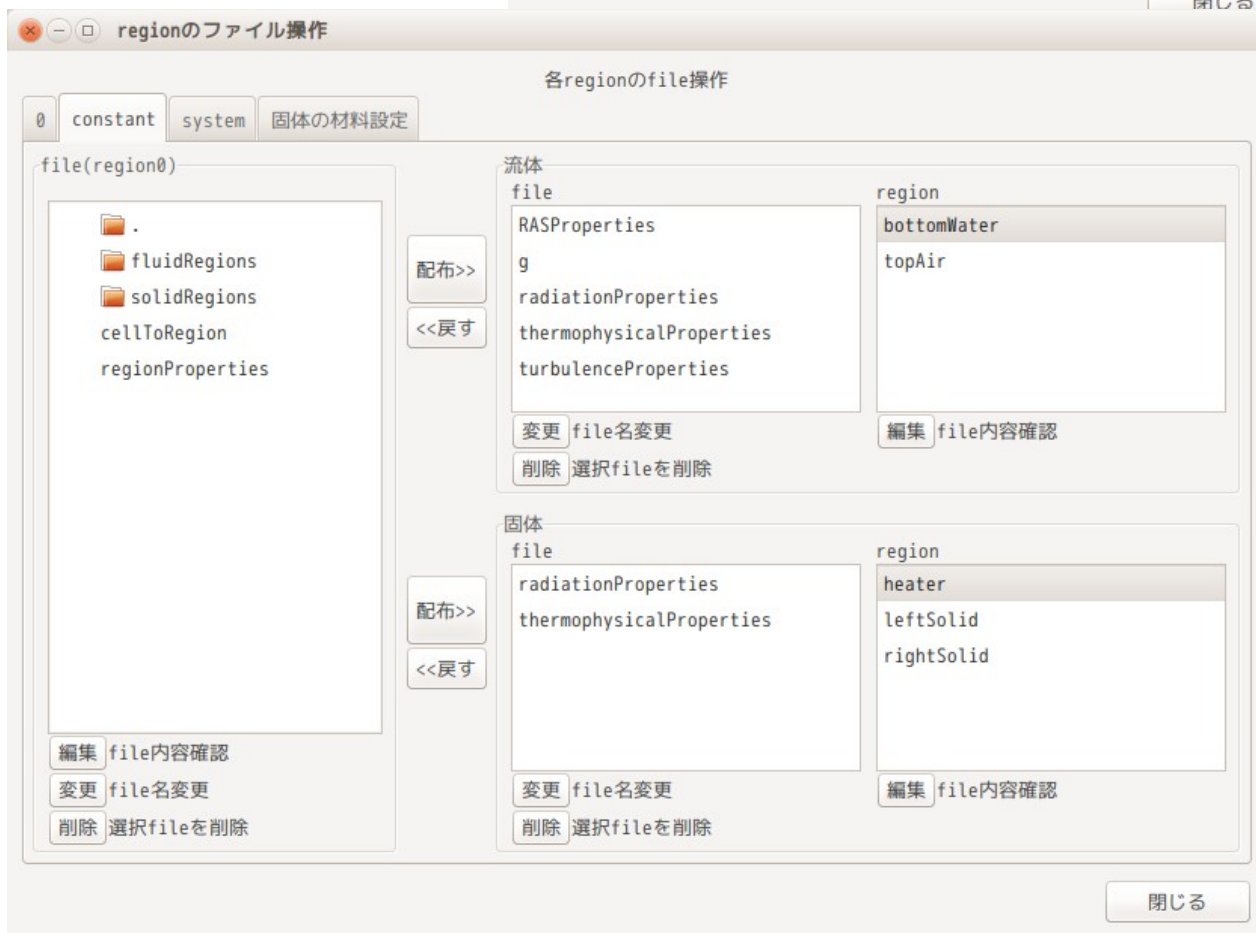 閉じる
regionのファイル操作
各regionのfile操作
0 constant system 固体の材料設定
file(region0)
.
fluidRegions
solidRegions
cellToRegion
regionProperties
編集 file内容確認
変更 file名変更
削除 選択fileを削除
配布>>
<<戻す
流体
file
RASProperties
g
radiationProperties
thermophysicalProperties
turbulenceProperties
変更 file名変更
削除 選択fileを削除
region
bottomWater
topAir
編集 file内容確認
配布>>
<<戻す
固体
file
radiationProperties
thermophysicalProperties
変更 file名変更
削除 選択fileを削除
region
heater
leftSolid
rightSolid
編集 file内容確認
閉じる